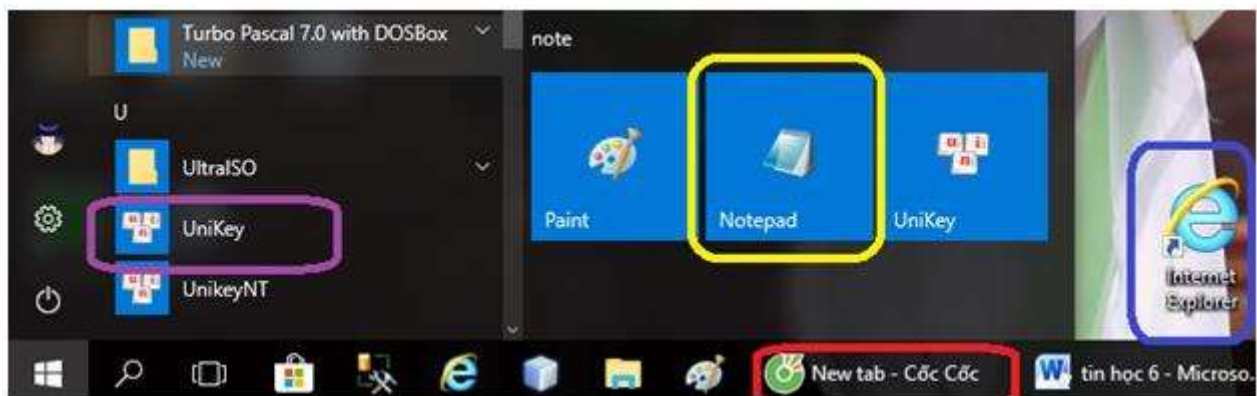 Turbo Pascal 7.0 with DOSBox
New
U
UltraISO
UniKey
UnikeyNT
note
Paint
Notepad
UniKey
Internet
Explorer
New tab - Cốc Cốc
tin học 6 - Microso...